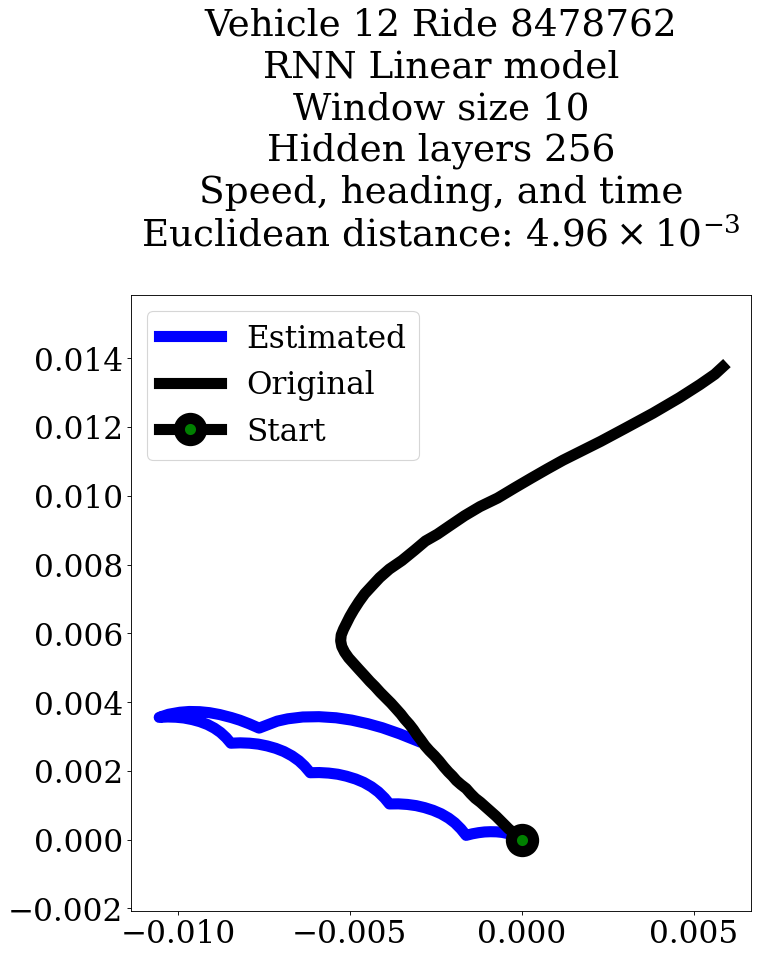 Vehicle 12 Ride 8478762
RNN Linear model
Window size 10
Hidden layers 256
Speed, heading, and time
Euclidean distance: 4.96 × 10⁻³
Estimated
Original
Start
0.014
0.012
0.010
0.008
0.006
0.004
0.002
0.000
−0.002
−0.010 −0.005 0.000 0.005